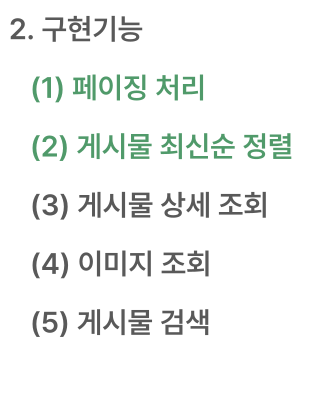 2. 구현기능
(1) 페이징 처리
(2) 게시물 최신순 정렬
(3) 게시물 상세 조회
(4) 이미지 조회
(5) 게시물 검색